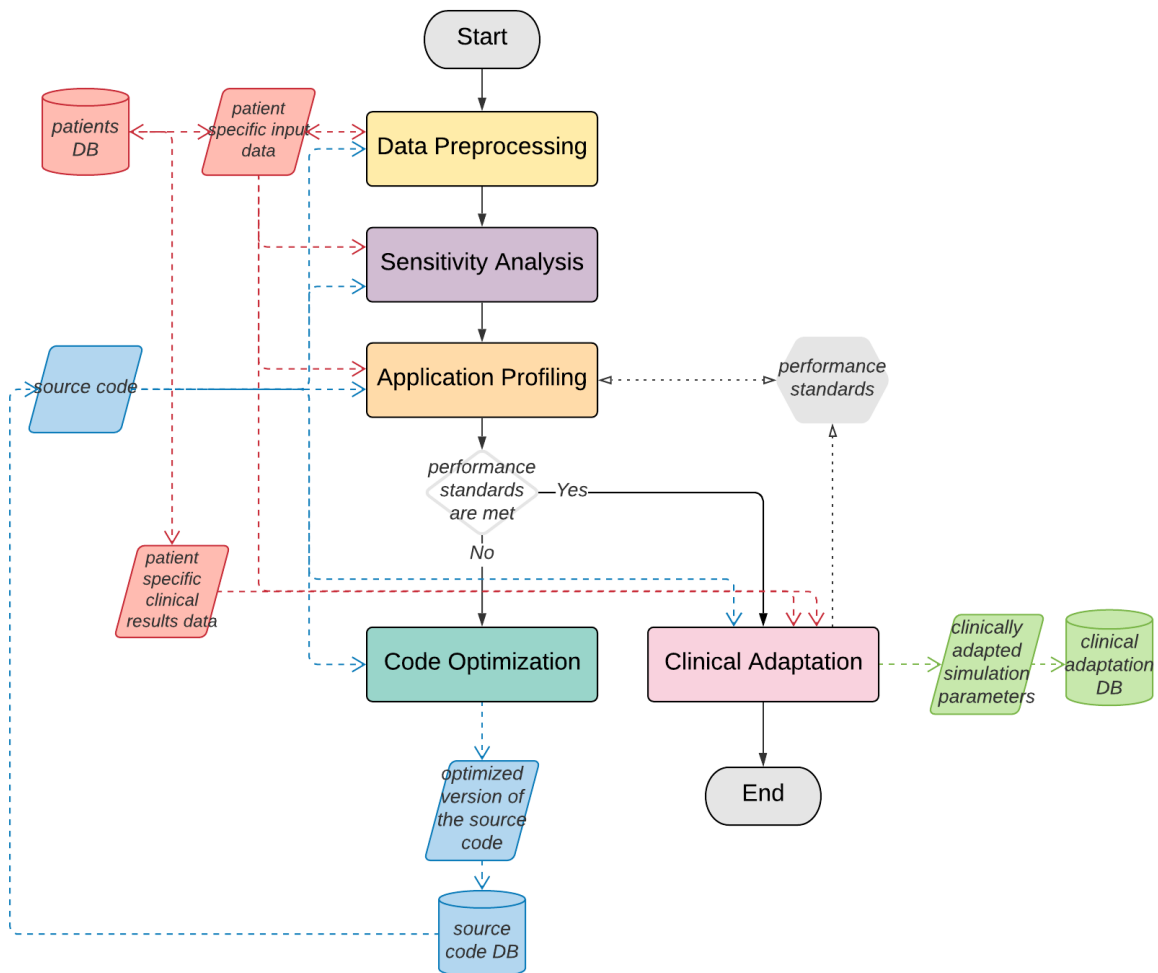 Start
patients
DB
patient
specific input
data
Data Preprocessing
Sensitivity Analysis
source code
Application Profiling
performance
standards
performance
standards
are met
Yes
No
patient
specific
clinical
results data
Code Optimization
Clinical Adaptation
clinically
adapted
simulation
parameters
clinical
adaptation
DB
optimized
version of
the source
code
End
source
code DB